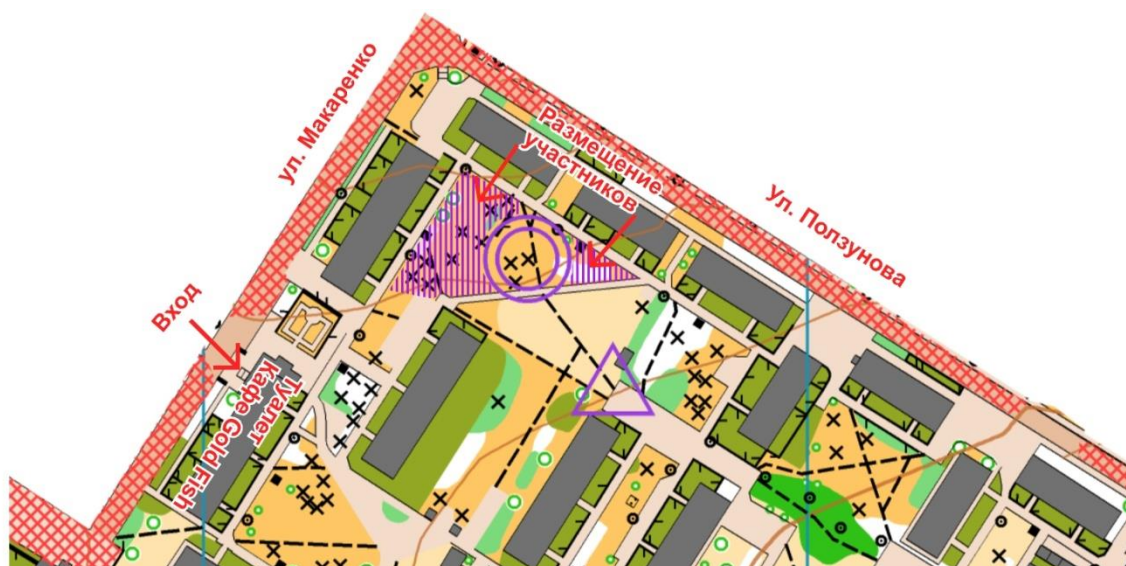 ул. Макаренко
Размещение
участников
Ул. Ползунова
Вход
Туалет
Кафе Gold Fish